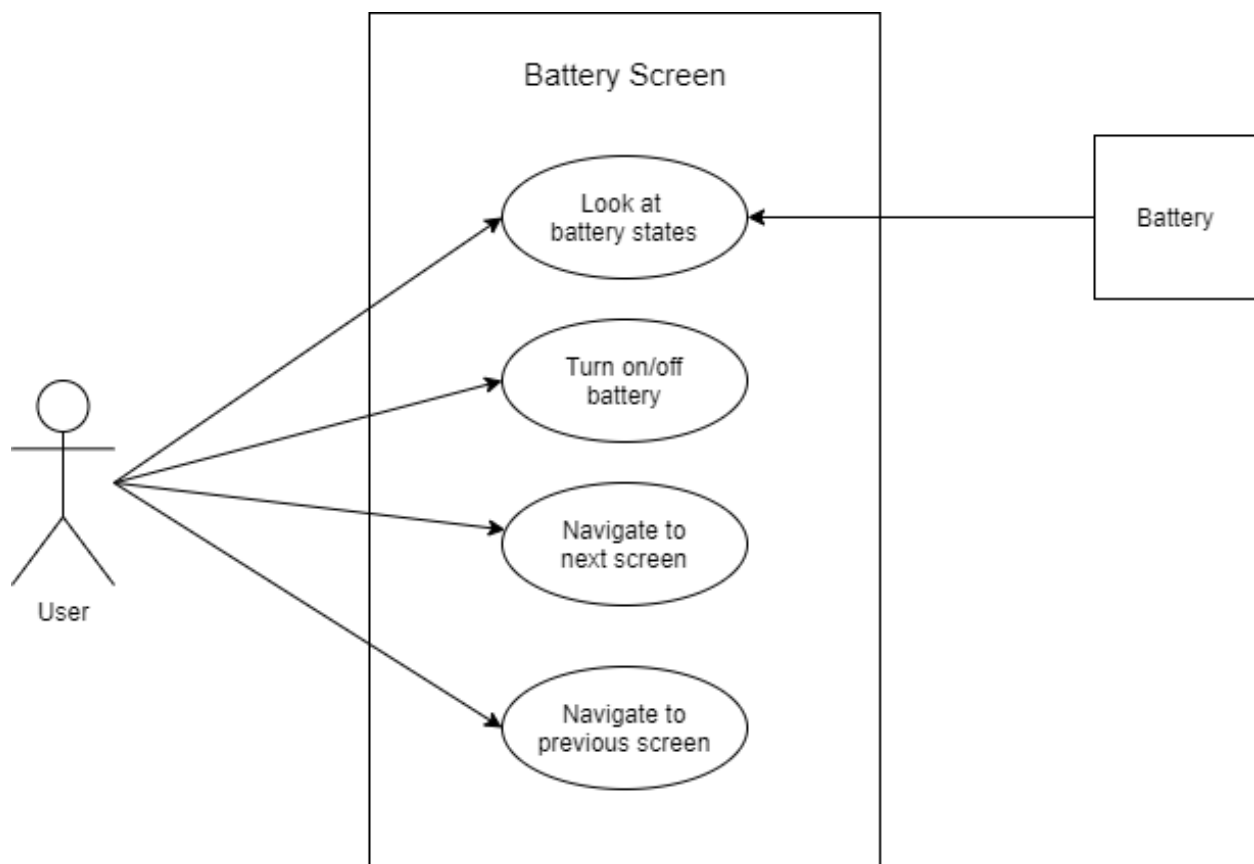 Battery Screen
Look at
battery states
Battery
Turn on/off
battery
Navigate to
next screen
User
Navigate to
previous screen